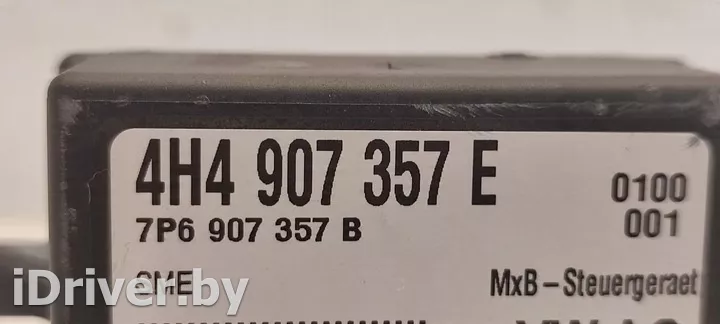 4H4 907 357 E
0100
7P6 907 357 B
001
MxB-Steuergeraet
iDriver.by